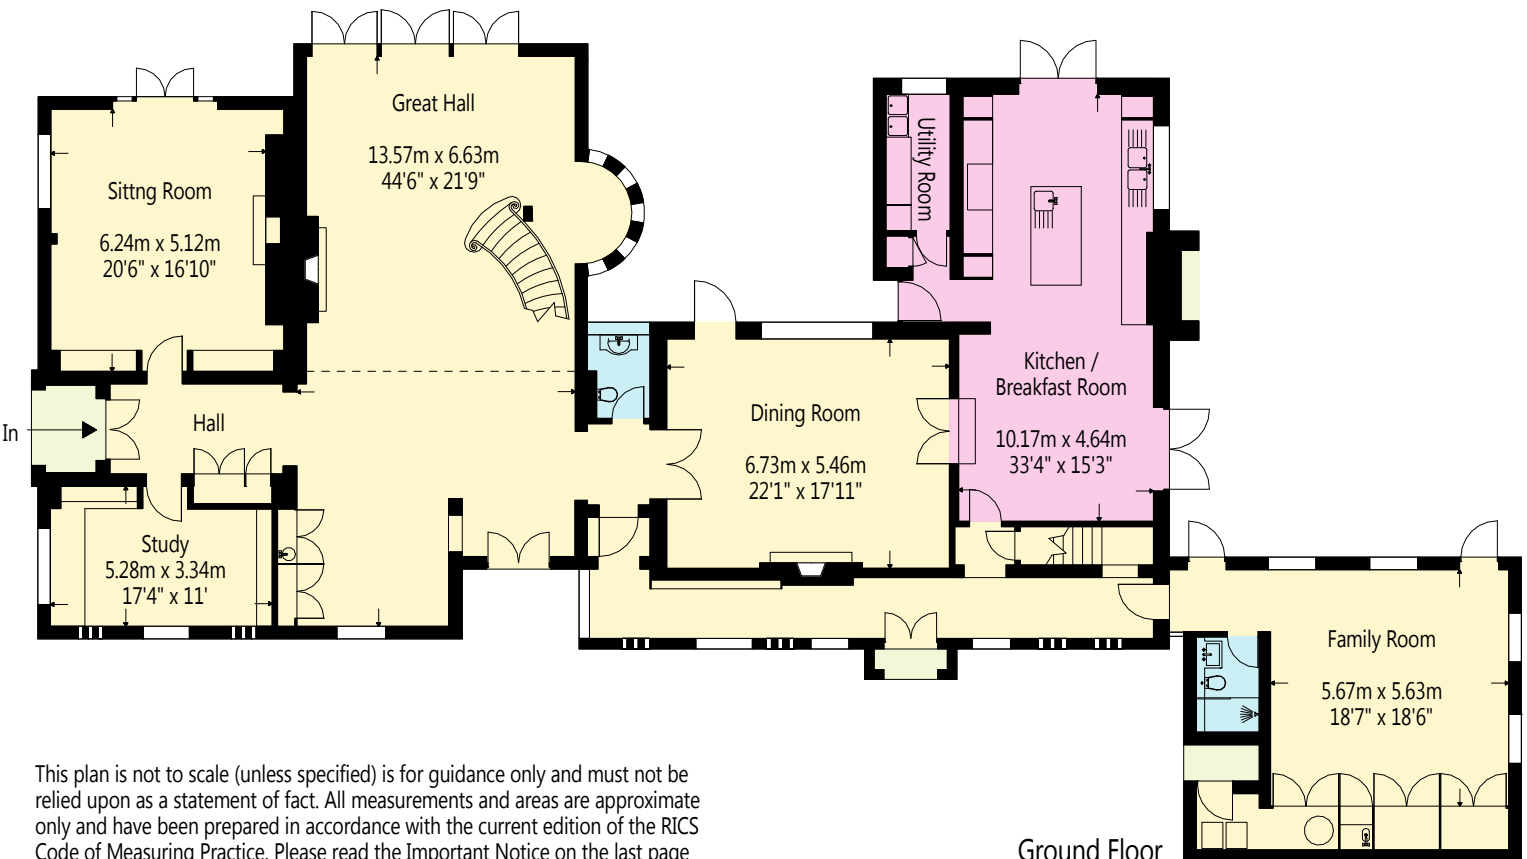 Great Hall
13.57m x 6.63m
44'6" x 21'9"
Sittng Room
6.24m x 5.12m
20'6" x 16'10"
Utility Room
Kitchen /
Breakfast Room
10.17m x 4.64m
33'4" x 15'3"
In
Hall
Dining Room
6.73m x 5.46m
22'1" x 17'11"
Study
5.28m x 3.34m
17'4" x 11'
Family Room
5.67m x 5.63m
18'7" x 18'6"
This plan is not to scale (unless specified) is for guidance only and must not be
relied upon as a statement of fact. All measurements and areas are approximate
only and have been prepared in accordance with the current edition of the RICS
Code of Measuring Practice. Please read the Important Notice on the last page
Ground Floor